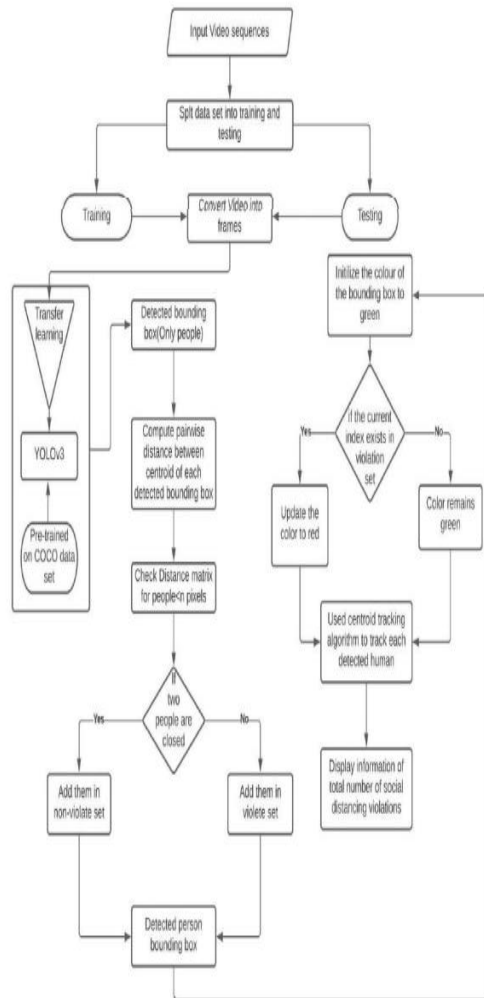 Input Video sequences
Splt data set into training and
testing
Training
Convert Video into
frames
Testing
Transfer
learning
YOLOv3
Pre-trained
on COCO data
set
Detected bounding
box(Only people)
Compute pairwise
distance between
centroid of each
detected bounding box
Check Distance matrix
for people<n pixels
If
two
people are
closed
Yes
No
Add them in
non-violate set
Add them in
violete set
Detected person
bounding box
Initilize the colour of
the bounding box to
green
if the current
index exists in
violation
set
Yes
No
Update the
color to red
Color remains
green
Used centroid tracking
algorithm to track each
detected human
Display information of
total number of social
distancing violations